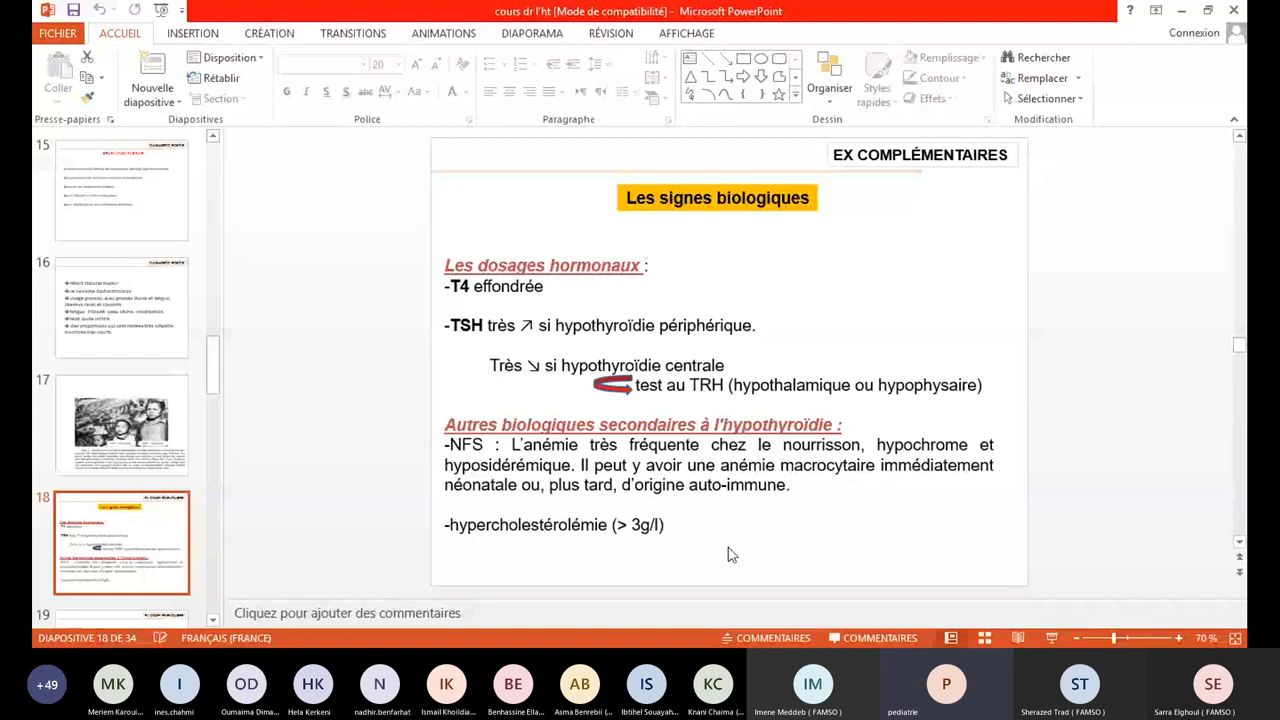 cours dr l'ht [Mode de compatibilité] - Microsoft PowerPoint
FICHIER ACCUEIL INSERTION CRÉATION TRANSITIONS ANIMATIONS DIAPORAMA RÉVISION AFFICHAGE Connexion
Coller
Presse-papiers
Nouvelle diapositive
Disposition
Rétablir
Section
Diapositives
20
G I S S abc AV Aa A
Police
Paragraphe
Organiser
Styles rapides
Remplissage
Contour
Effets
Dessin
Rechercher
Remplacer
Sélectionner
Modification
15
16
17
18
19
EX COMPLÉMENTAIRES
Les signes biologiques
Les dosages hormonaux :
-T4 effondrée
-TSH très ↗ si hypothyroïdie périphérique.
Très ↘ si hypothyroïdie centrale
test au TRH (hypothalamique ou hypophysaire)
Autres biologiques secondaires à l'hypothyroïdie :
-NFS : L'anémie très fréquente chez le nourrisson, hypochrome et
hyposidérémique. Il peut y avoir une anémie macrocytaire immédiatement
néonatale ou, plus tard, d'origine auto-immune.
-hypercholestérolémie (> 3g/l)
Cliquez pour ajouter des commentaires
DIAPOSITIVE 18 DE 34 FRANÇAIS (FRANCE) COMMENTAIRES COMMENTAIRES 70 %
+49 MK I OD HK N IK BE AB IS KC IM P ST SE
Meriem Karoui... ines.chahmi Oumaima Dima... Hela Kerkeni nadhir.benfarhat Ismail Khoildia... Benhassine Ella... Asma Benrebii (... Ibtihel Souayah... Knani Chaima (... Imene Meddeb ( FAMSO ) pediatrie Sherazed Trad ( FAMSO ) Sarra Elghoul ( FAMSO )